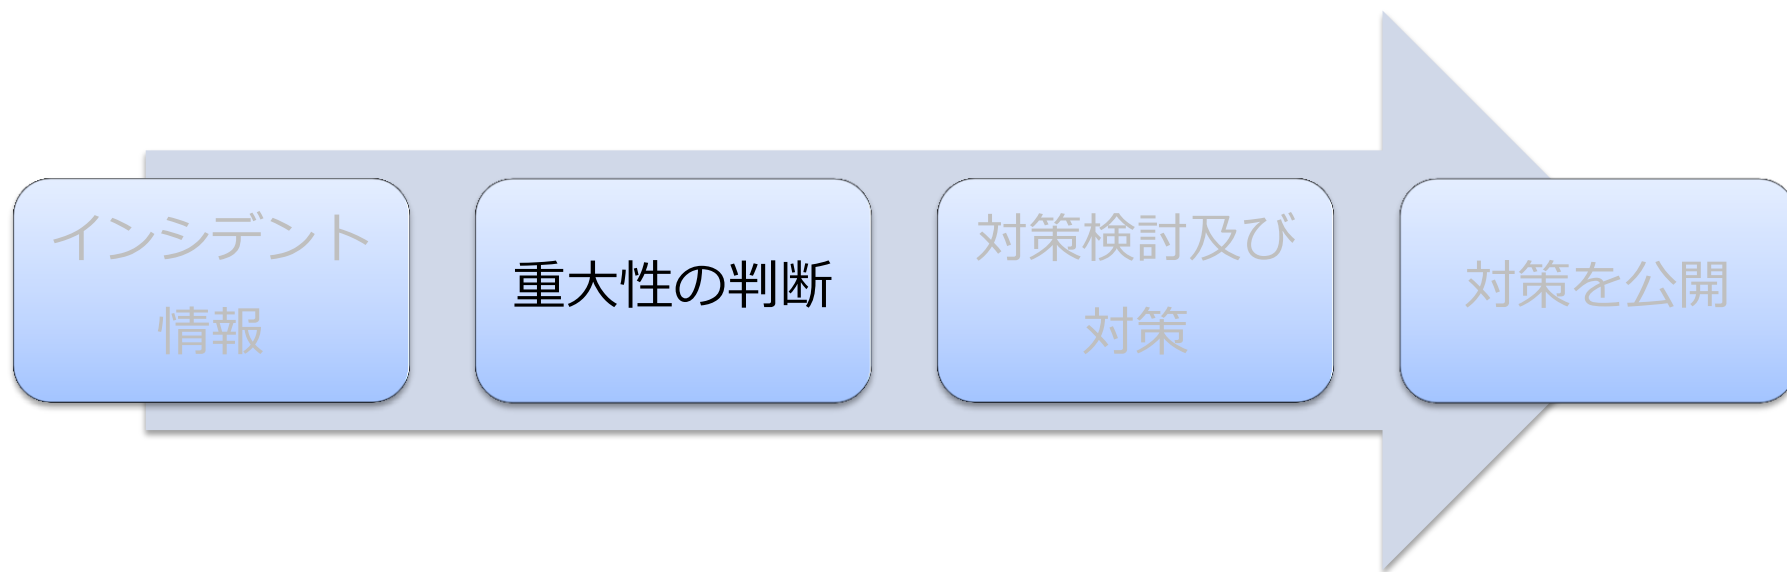 インシデント
情報
重大性の判断
対策検討及び
対策
対策を公開